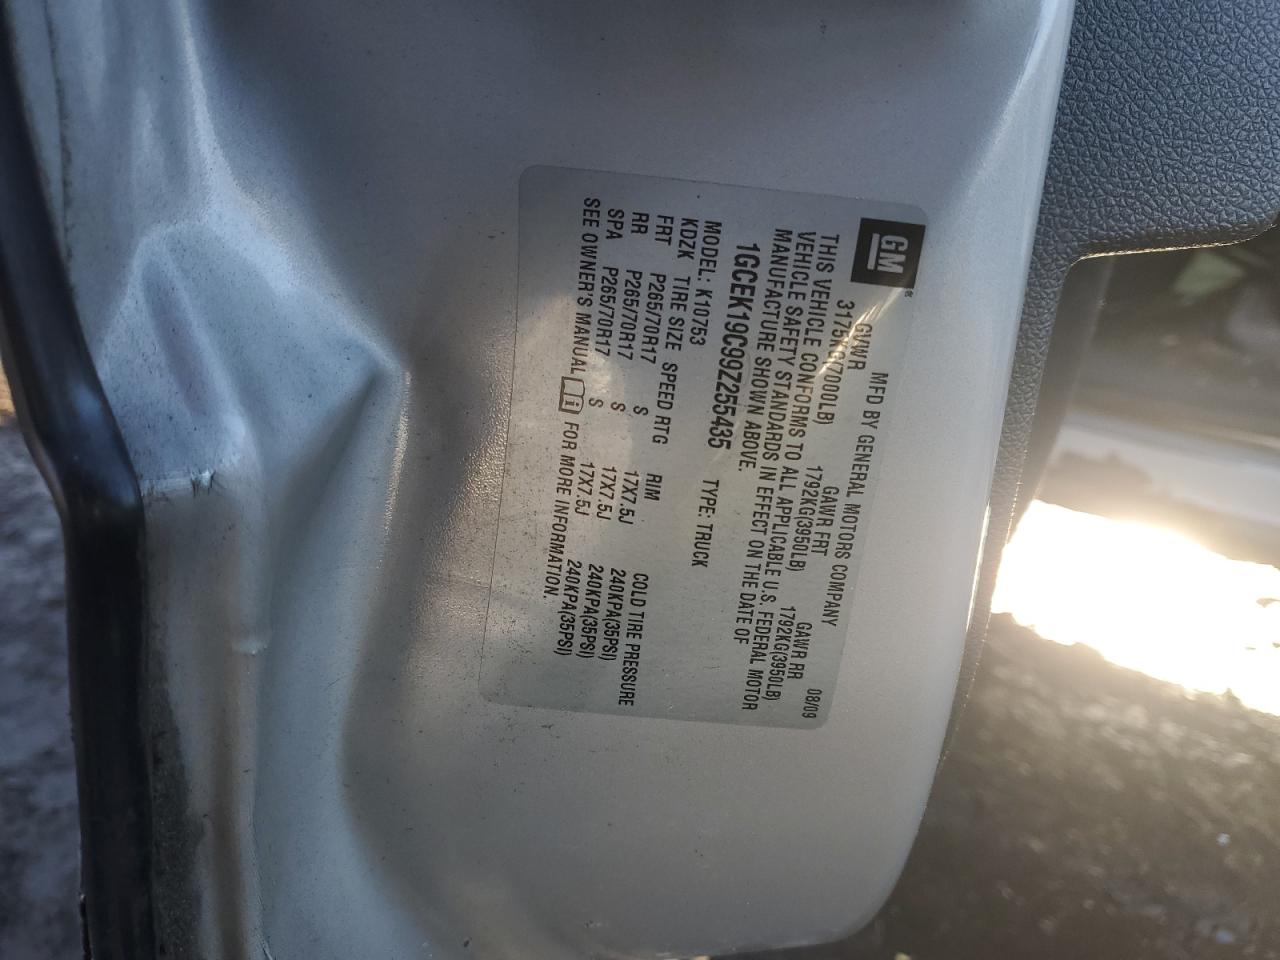 GM®
MFD BY GENERAL MOTORS COMPANY 08/09
GVWR GAWR FRT GAWR RR
3175KG(7000LB) 1792KG(3950LB) 1792KG(3950LB)
THIS VEHICLE CONFORMS TO ALL APPLICABLE U.S. FEDERAL MOTOR
VEHICLE SAFETY STANDARDS IN EFFECT ON THE DATE OF
MANUFACTURE SHOWN ABOVE.
1GCEK19C99Z255435 TYPE: TRUCK
MODEL: K10753
KDZK TIRE SIZE SPEED RTG RIM COLD TIRE PRESSURE
FRT P265/70R17 S 17X7.5J 240KPA(35PSI)
RR P265/70R17 S 17X7.5J 240KPA(35PSI)
SPA P265/70R17 S 17X7.5J 240KPA(35PSI)
SEE OWNER'S MANUAL i FOR MORE INFORMATION.